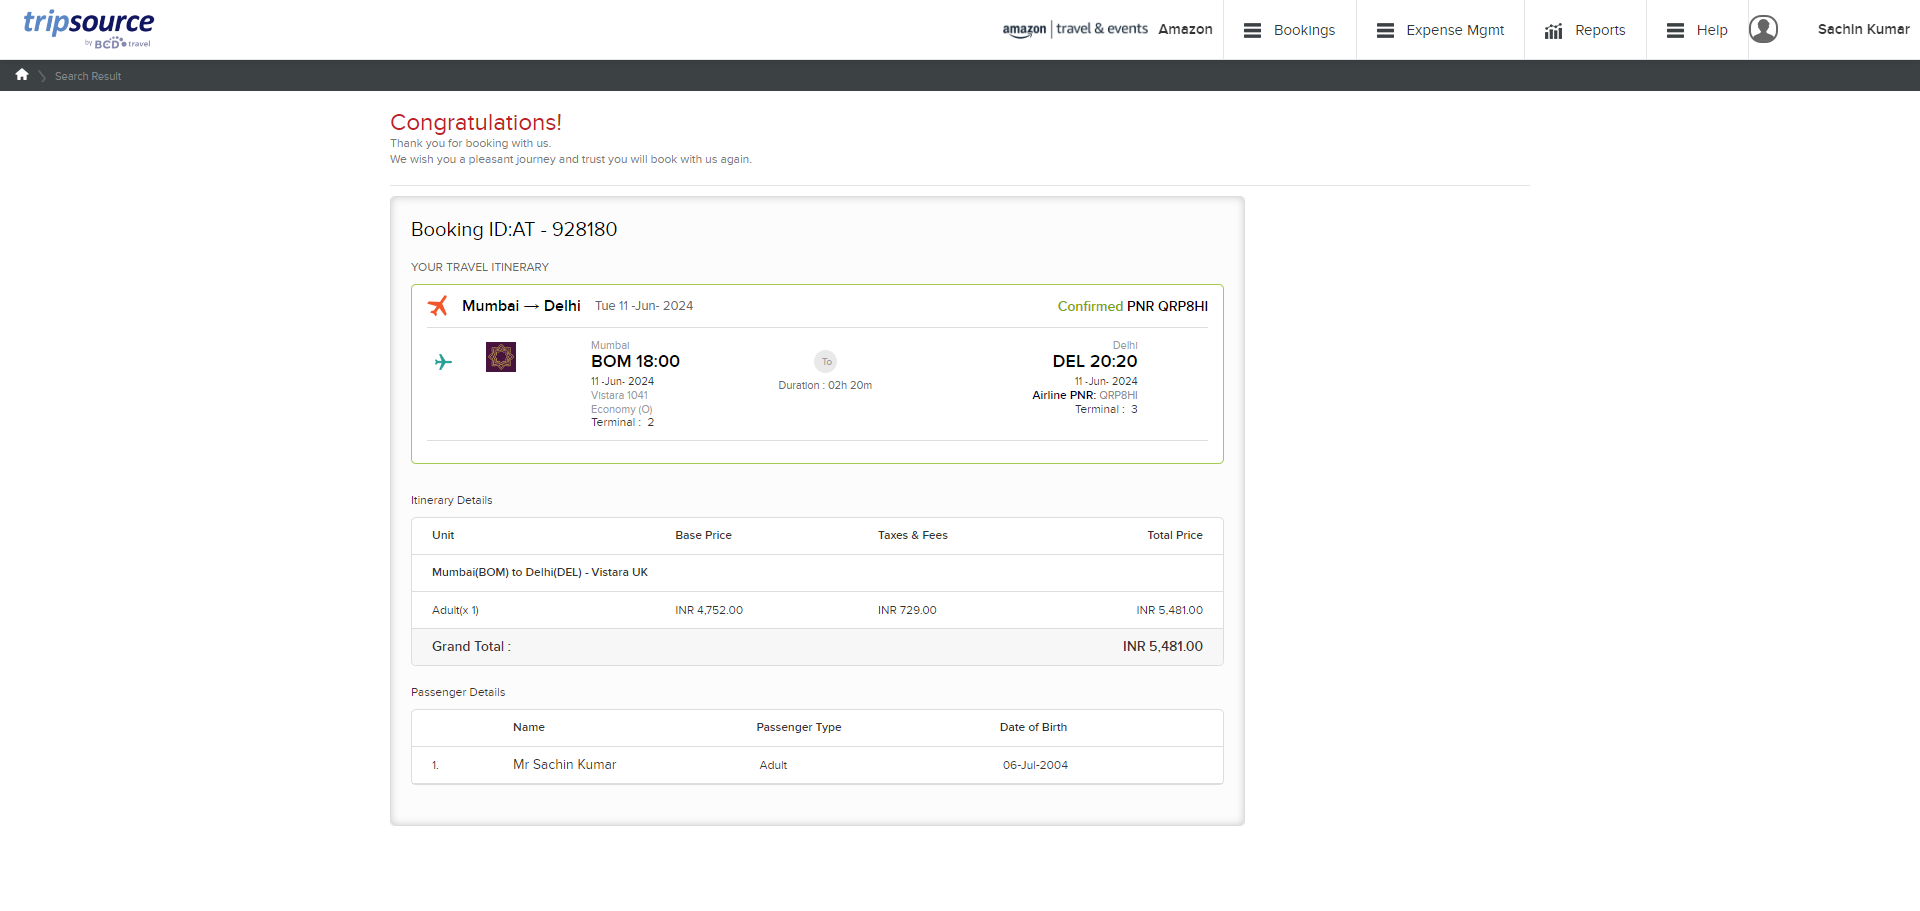 tripsource
by BCD travel
amazon | travel & events Amazon
Bookings
Expense Mgmt
Reports
Help
Sachin Kumar
Search Result
Congratulations!
Thank you for booking with us.
We wish you a pleasant journey and trust you will book with us again.
Booking ID:AT - 928180
YOUR TRAVEL ITINERARY
Mumbai → Delhi Tue 11 -Jun- 2024 Confirmed PNR QRP8HI
Mumbai
BOM 18:00
11 -Jun- 2024
Vistara 1041
Economy (O)
Terminal : 2
To
Duration : 02h 20m
Delhi
DEL 20:20
11 -Jun- 2024
Airline PNR: QRP8HI
Terminal : 3
Itinerary Details
Unit Base Price Taxes & Fees Total Price
Mumbai(BOM) to Delhi(DEL) - Vistara UK
Adult(x 1) INR 4,752.00 INR 729.00 INR 5,481.00
Grand Total : INR 5,481.00
Passenger Details
Name Passenger Type Date of Birth
1. Mr Sachin Kumar Adult 06-Jul-2004